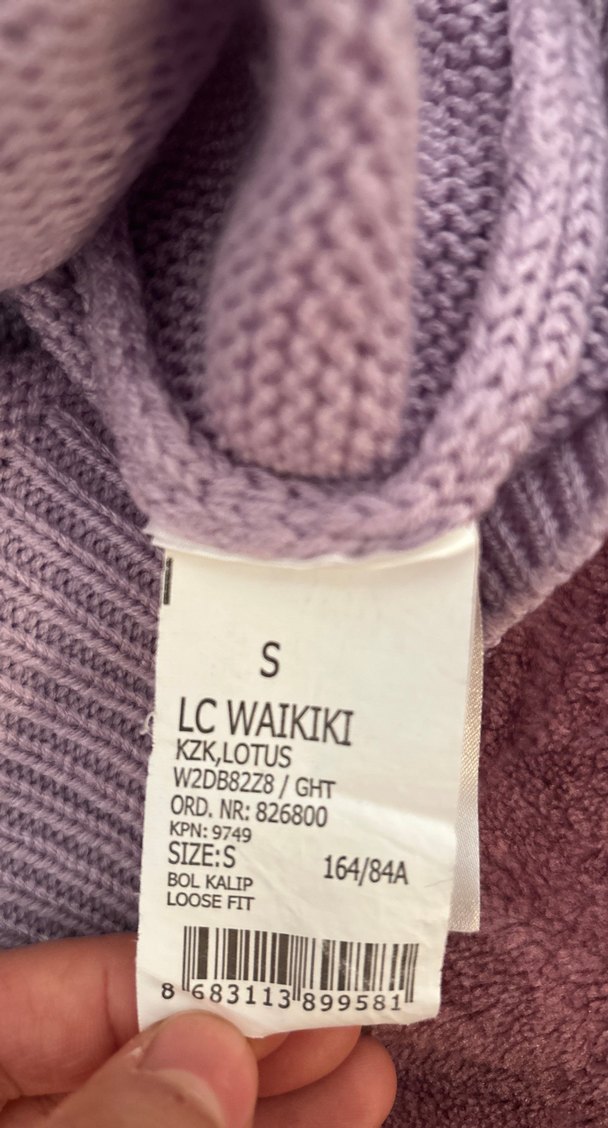 S
LC WAIKIKI
KZK,LOTUS
W2DB82Z8 / GHT
ORD. NR: 826800
KPN: 9749
SIZE:S 164/84A
BOL KALIP
LOOSE FIT
8 683113 899581